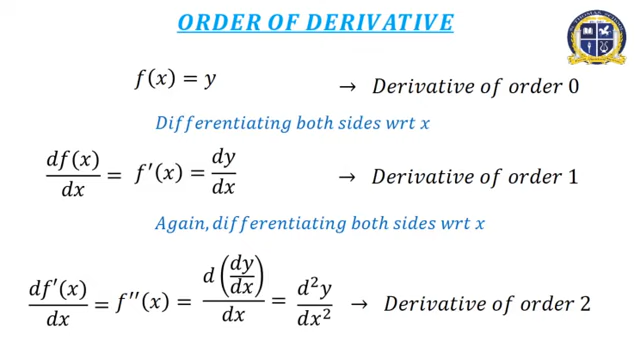 ORDER OF DERIVATIVE
f(x) = y → Derivative of order 0
Differentiating both sides wrt x
df(x)/dx = f′(x) = dy/dx → Derivative of order 1
Again, differentiating both sides wrt x
df′(x)/dx = f′′(x) = d(dy/dx)/dx = d²y/dx² → Derivative of order 2